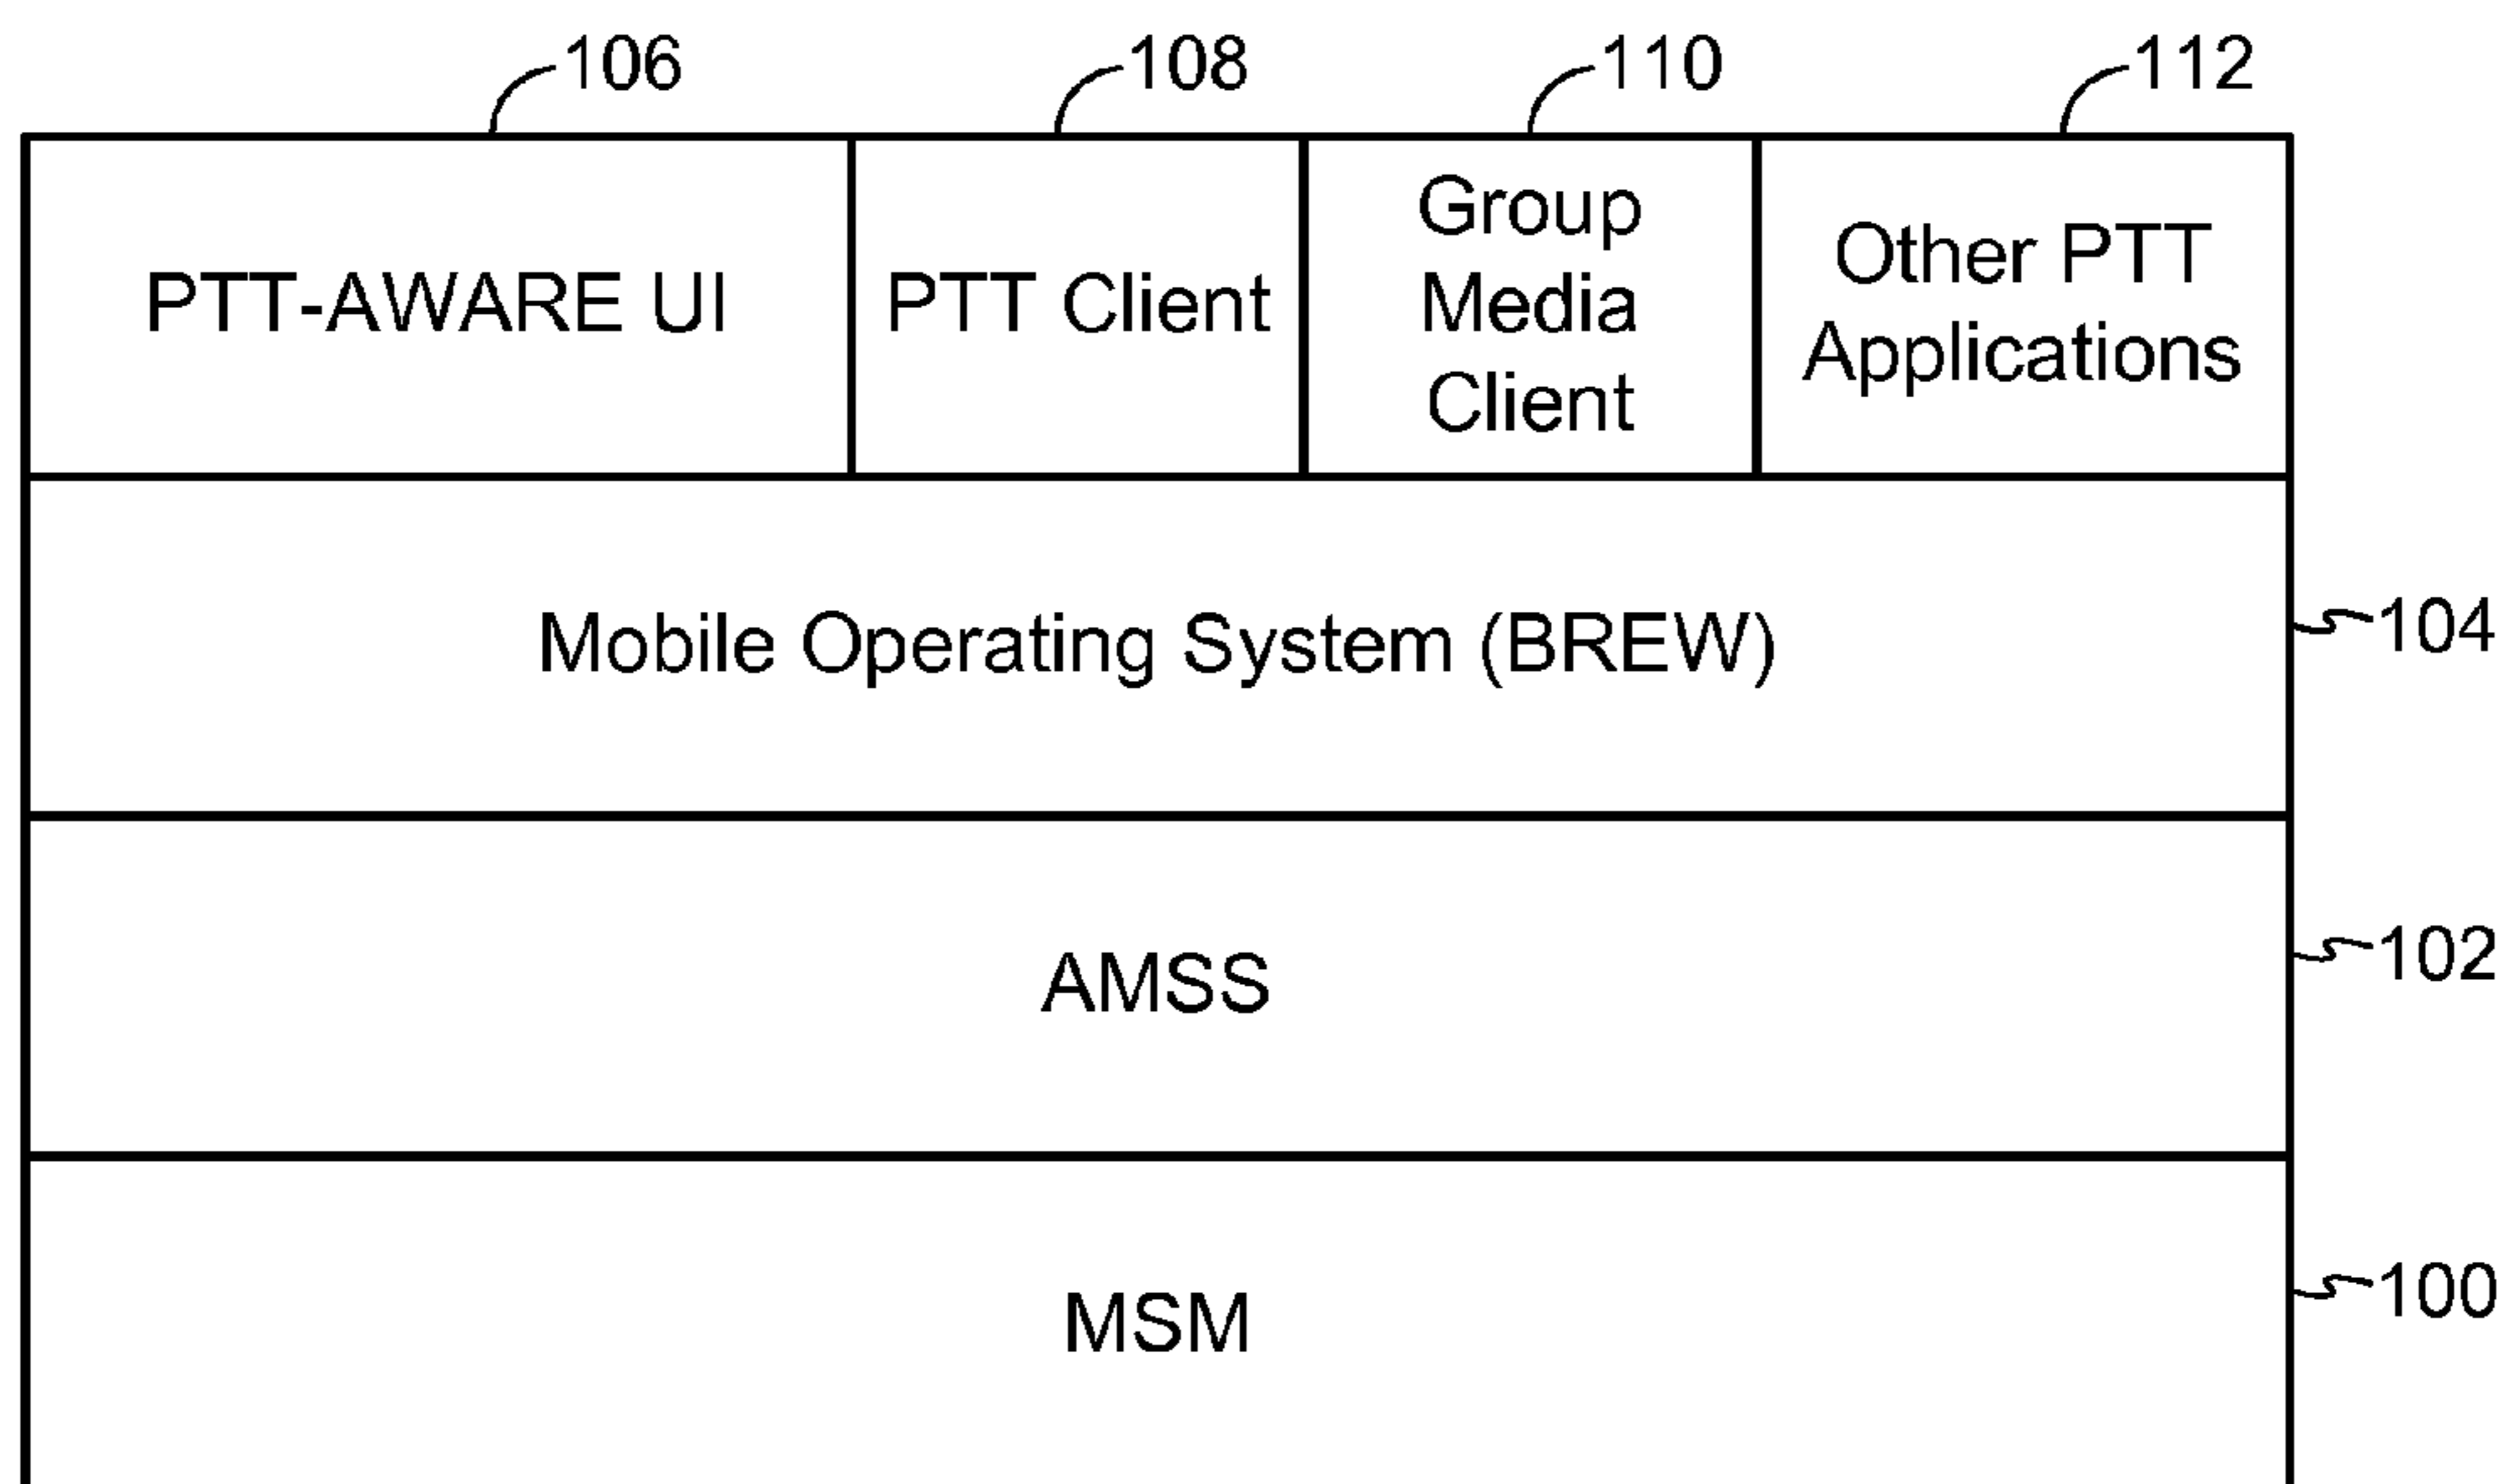 106
108
110
112
PTT-AWARE UI
PTT Client
Group
Media
Client
Other PTT
Applications
Mobile Operating System (BREW)
104
AMSS
102
MSM
100